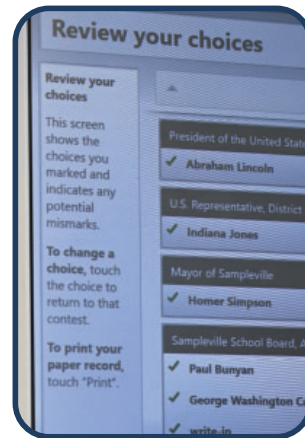 Review your choices
Review your
choices
This screen
shows the
choices you
marked and
indicates any
potential
mismarks.
To change a
choice, touch
the choice to
return to that
contest.
To print your
paper record,
touch "Print".
President of the United State
Abraham Lincoln
U.S. Representative, District
Indiana Jones
Mayor of Sampleville
Homer Simpson
Sampleville School Board, A
Paul Bunyan
George Washington C
write-in